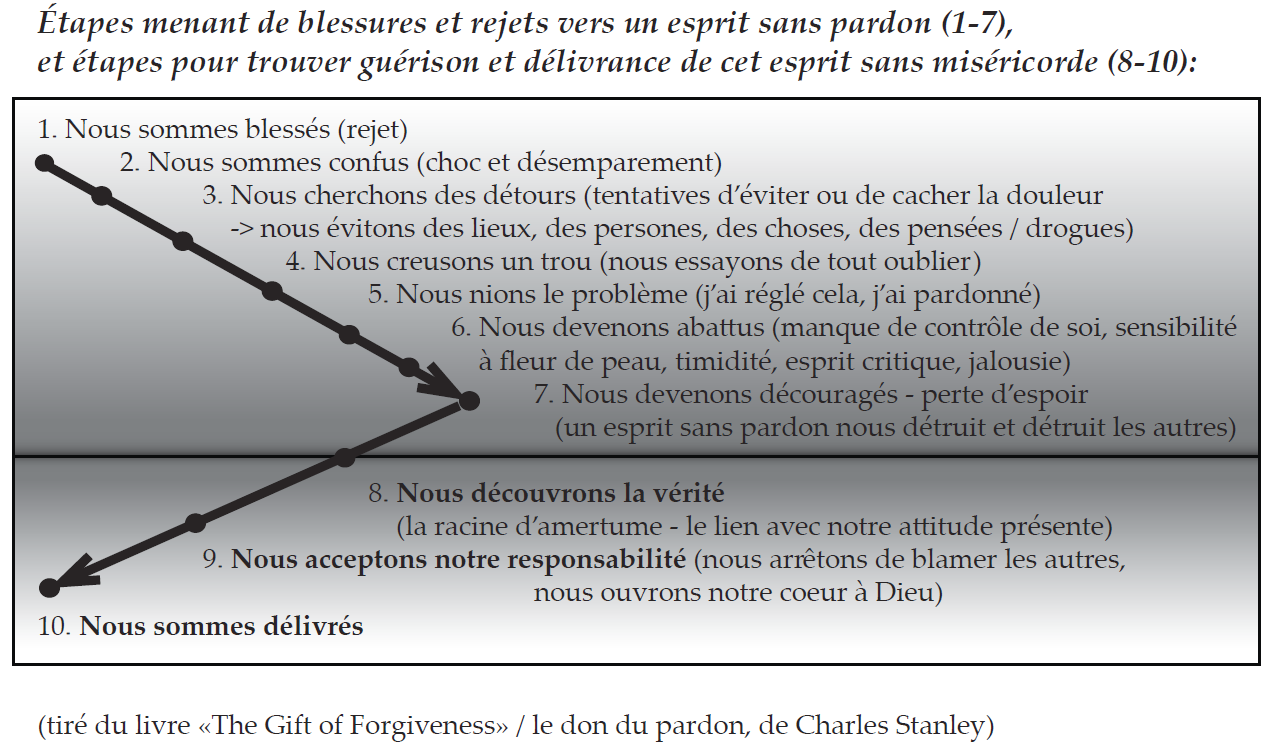 Étapes menant de blessures et rejets vers un esprit sans pardon (1-7),
et étapes pour trouver guérison et délivrance de cet esprit sans miséricorde (8-10):
1. Nous sommes blessés (rejet)
2. Nous sommes confus (choc et désemparement)
3. Nous cherchons des détours (tentatives d’éviter ou de cacher la douleur
-> nous évitons des lieux, des persones, des choses, des pensées / drogues)
4. Nous creusons un trou (nous essayons de tout oublier)
5. Nous nions le problème (j’ai réglé cela, j’ai pardonné)
6. Nous devenons abattus (manque de contrôle de soi, sensibilité
à fleur de peau, timidité, esprit critique, jalousie)
7. Nous devenons découragés - perte d’espoir
(un esprit sans pardon nous détruit et détruit les autres)
8. Nous découvrons la vérité
(la racine d’amertume - le lien avec notre attitude présente)
9. Nous acceptons notre responsabilité (nous arrêtons de blamer les autres,
nous ouvrons notre coeur à Dieu)
10. Nous sommes délivrés
(tiré du livre «The Gift of Forgiveness» / le don du pardon, de Charles Stanley)